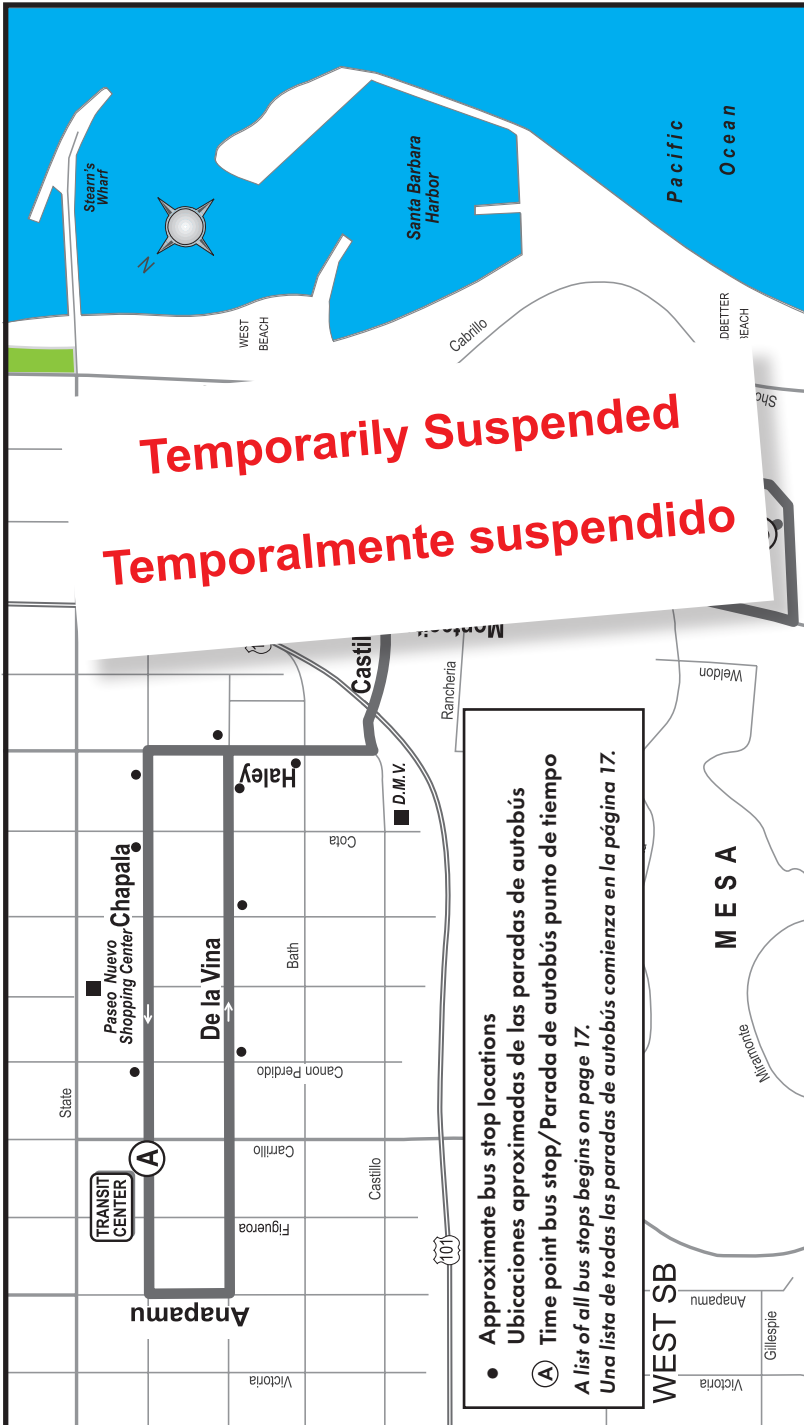 Stearn's
Wharf
N
WEST
BEACH
Santa Barbara
Harbor
Pacific
Ocean
Cabrillo
DBETTER
EACH
Sho
Temporarily Suspended
Temporalmente suspendido
Castil
Rancheria
Weldon
Haley
D.M.V.
Cota
Paseo Nuevo
Shopping Center
Chapala
De la Vina
Bath
Canon Perdido
State
TRANSIT
CENTER
A
Carrillo
Castillo
Figueroa
101
Anapamu
Victoria
MESA
Miramonte
• Approximate bus stop locations
Ubicaciones aproximadas de las paradas de autobús
A Time point bus stop/Parada de autobús punto de tiempo
A list of all bus stops begins on page 17.
Una lista de todas las paradas de autobús comienza en la página 17.
WEST SB
Anapamu
Gillespie
Victoria